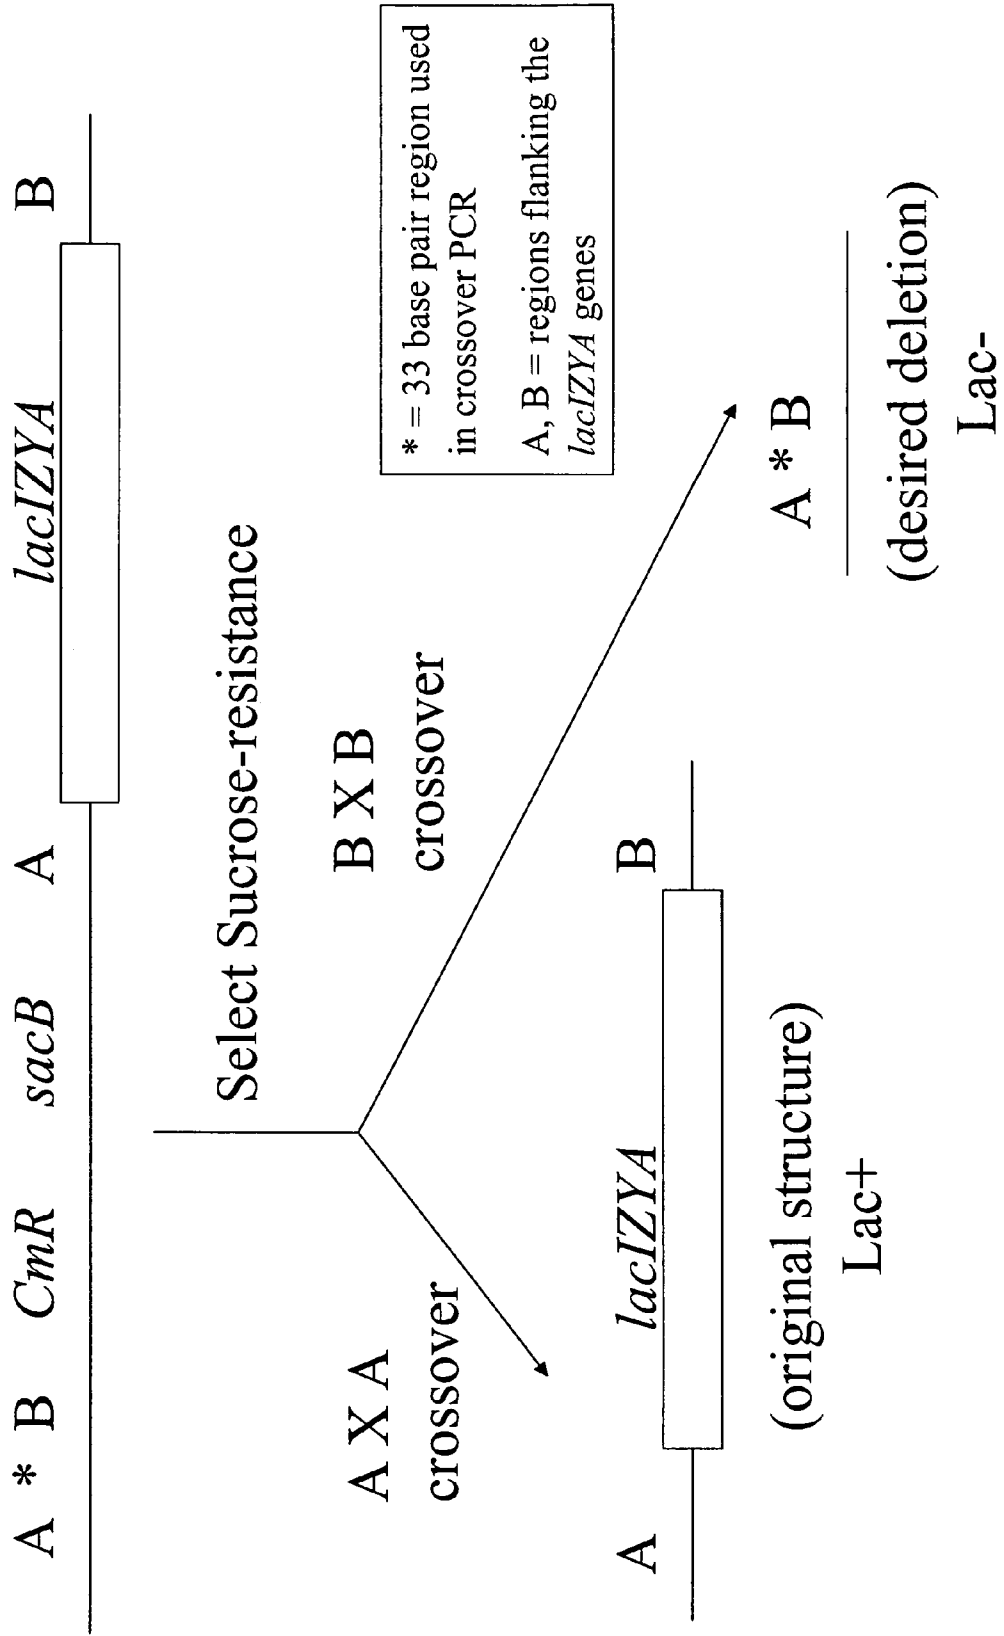 A * B CmR sacB A lacIZYA B
Select Sucrose-resistance
A X A
crossover
B X B
crossover
* = 33 base pair region used
in crossover PCR
A, B = regions flanking the
lacIZYA genes
A lacIZYA B
(original structure)
Lac+
A * B
(desired deletion)
Lac-